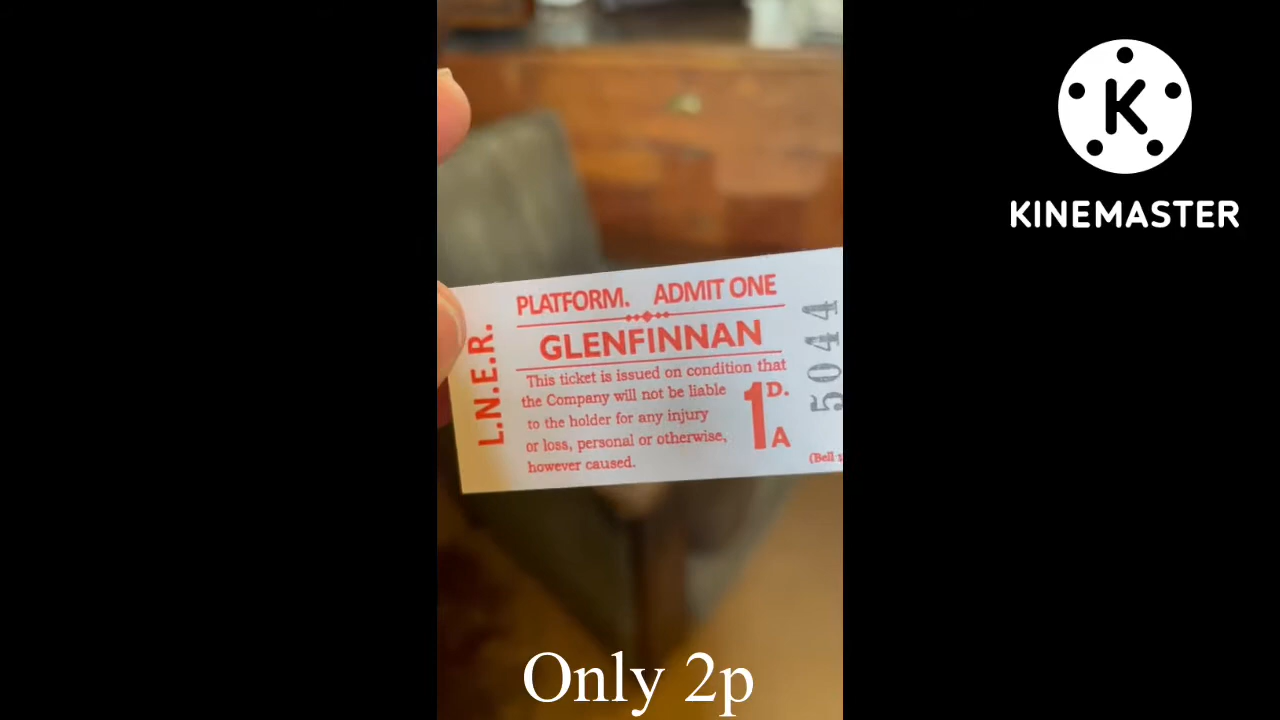 K
KINEMASTER
PLATFORM. ADMIT ONE
GLENFINNAN
L.N.E.R.
This ticket is issued on condition that
the Company will not be liable
to the holder for any injury
or loss, personal or otherwise,
however caused.
1D.
A
5044
(Bell
Only 2p